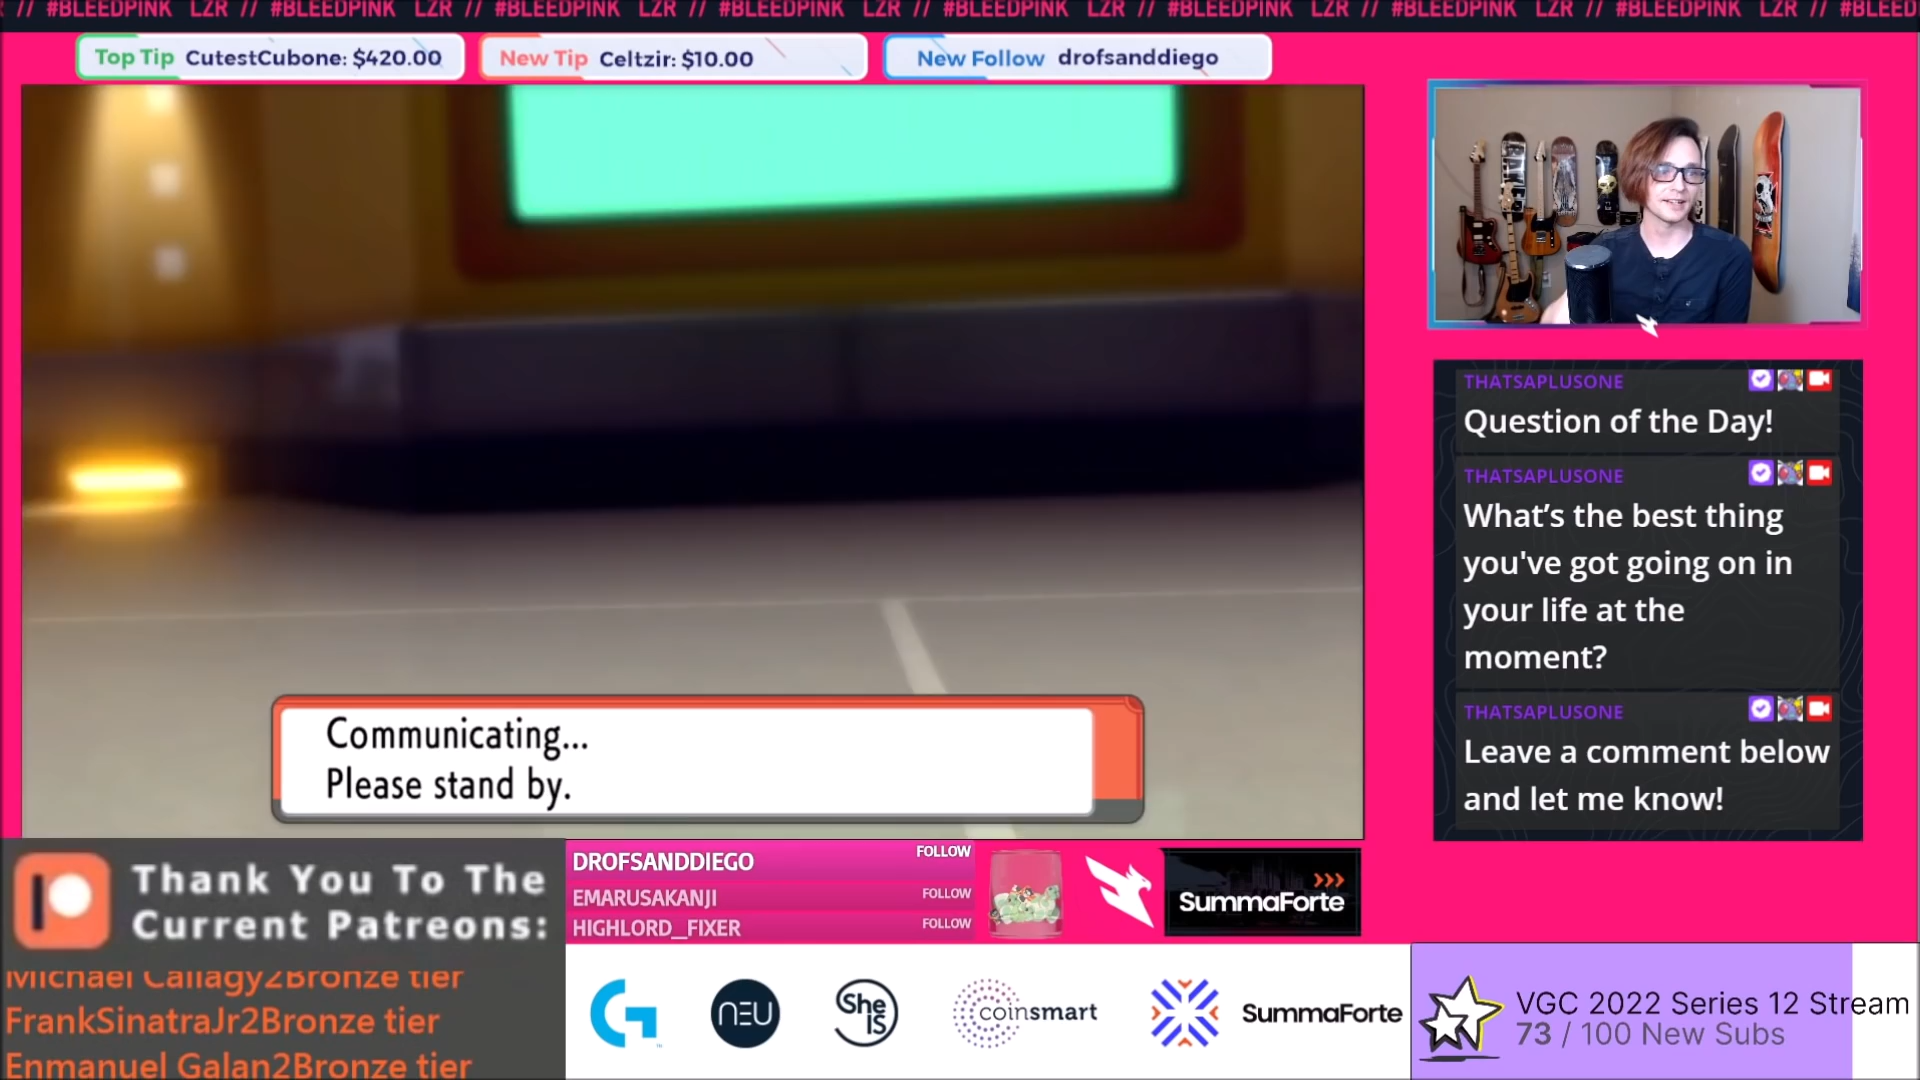 // #BLEEDPINK LZR // #BLEEDPINK LZR // #BLEEDPINK LZR // #BLEEDPINK LZR // #BLEEDPINK LZR // #BLEEDPINK LZR // #BLEEDPINK LZR // #BLEEDPINK LZR // #BLEED
Top Tip CutestCubone: $420.00
New Tip Celtzir: $10.00
New Follow drofsanddiego
THATSAPLUSONE
Question of the Day!
THATSAPLUSONE
What's the best thing
you've got going on in
your life at the
moment?
THATSAPLUSONE
Leave a comment below
and let me know!
Communicating...
Please stand by.
Thank You To The
Current Patreons:
Michael Callagy2Bronze tier
FrankSinatraJr2Bronze tier
Enmanuel Galan2Bronze tier
DROFSANDDIEGO FOLLOW
EMARUSAKANJI FOLLOW
HIGHLORD_FIXER FOLLOW
SummaForte
G
NEU
She
IS
coinsmart
SummaForte
VGC 2022 Series 12 Stream
73 / 100 New Subs